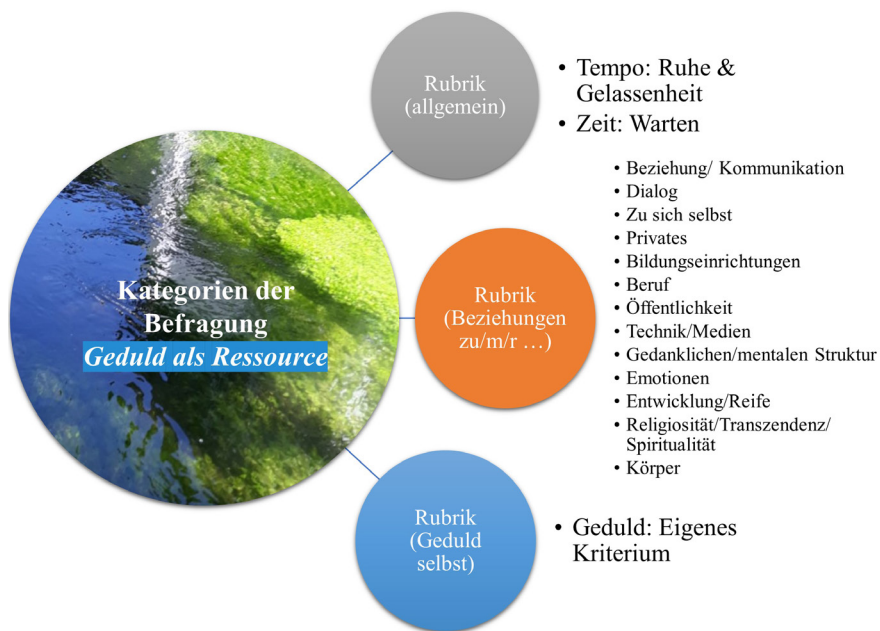 Kategorien der
Befragung
Geduld als Ressource
Rubrik
(allgemein)
• Tempo: Ruhe &
Gelassenheit
• Zeit: Warten
Rubrik
(Beziehungen
zu/m/r ...)
• Beziehung/ Kommunikation
• Dialog
• Zu sich selbst
• Privates
• Bildungseinrichtungen
• Beruf
• Öffentlichkeit
• Technik/Medien
• Gedanklichen/mentalen Struktur
• Emotionen
• Entwicklung/Reife
• Religiosität/Transzendenz/
Spiritualität
• Körper
Rubrik
(Geduld
selbst)
• Geduld: Eigenes
Kriterium